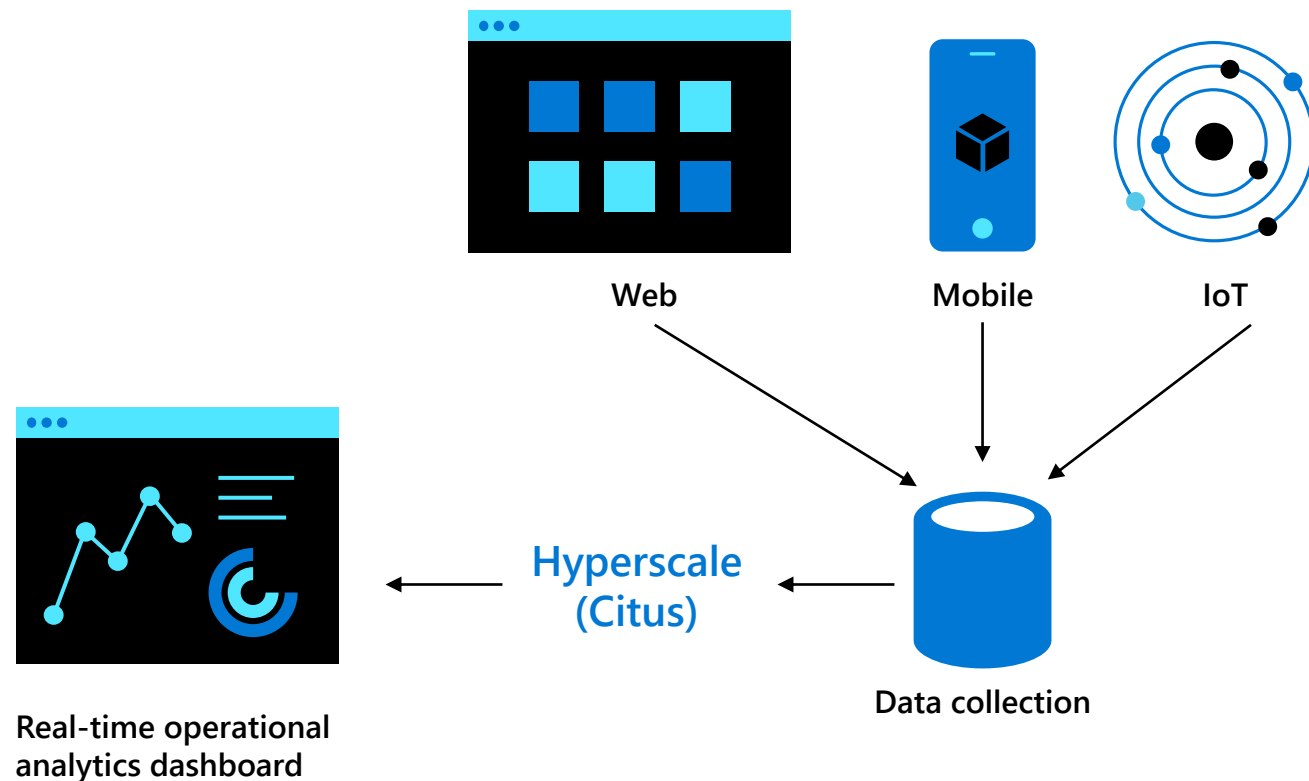 Web
Mobile
IoT
Hyperscale
(Citus)
Data collection
Real-time operational
analytics dashboard